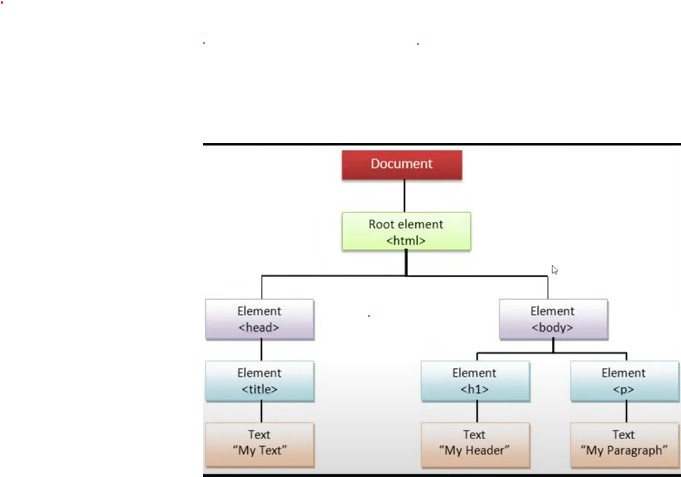 Document
Root element
<html>
Element
<head>
Element
<body>
Element
<title>
Element
<h1>
Element
<p>
Text
“My Text”
Text
“My Header”
Text
“My Paragraph”